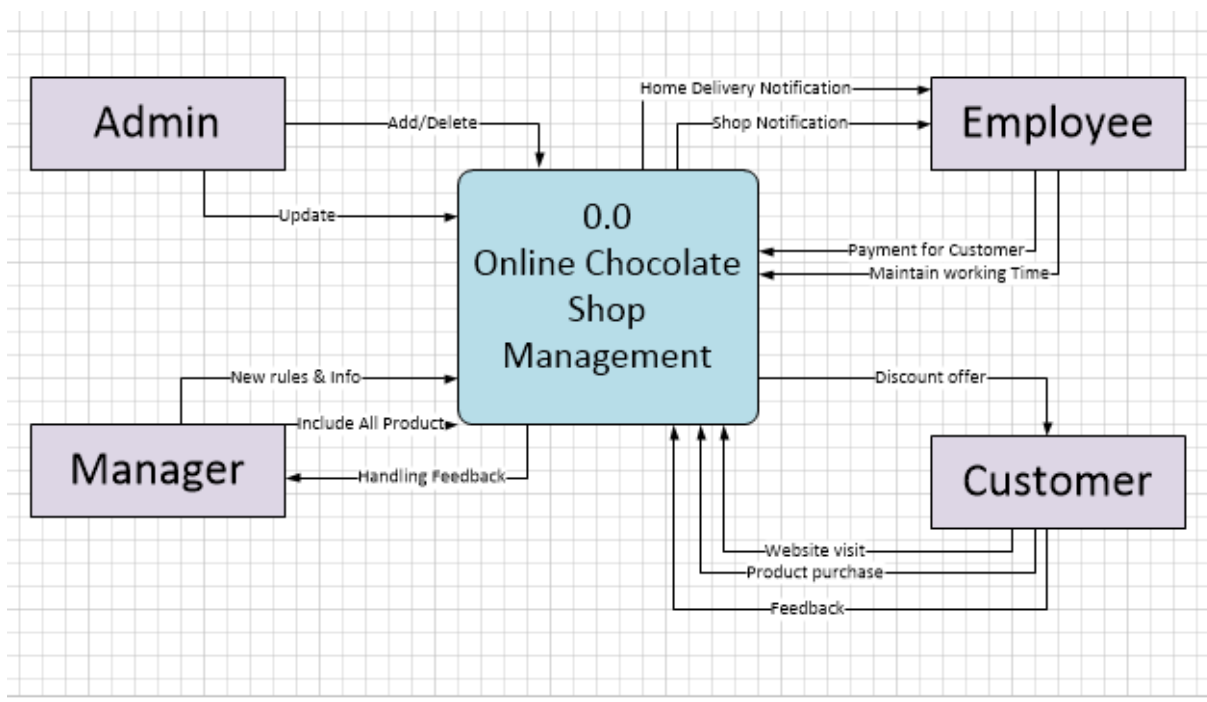 Home Delivery Notification
Admin
Add/Delete
Shop Notification
Employee
Update
0.0
Online Chocolate
Shop
Management
Payment for Customer
Maintain working Time
New rules & Info
Discount offer
Include All Product
Manager
Handling Feedback
Customer
Website visit
Product purchase
Feedback